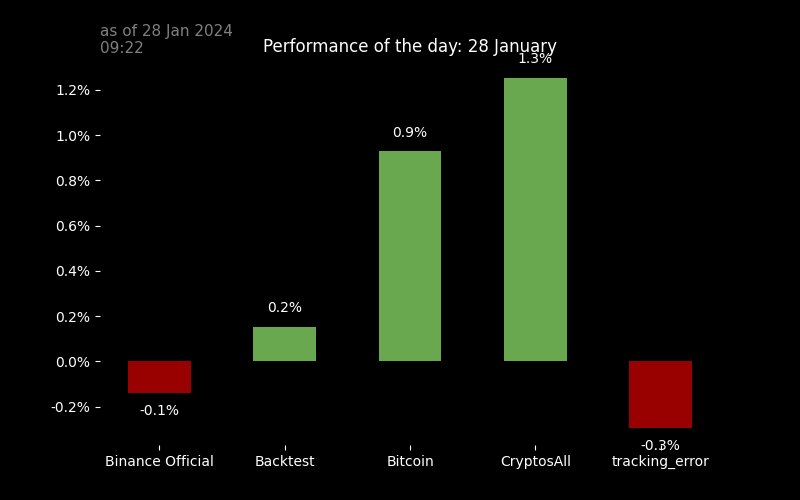 as of 28 Jan 2024
09:22
Performance of the day: 28 January
1.3%
1.2%
1.0%
0.9%
0.8%
0.6%
0.4%
0.2%
0.2%
0.0%
-0.2%
-0.1%
-0.3%
Binance Official
Backtest
Bitcoin
CryptosAll
tracking_error